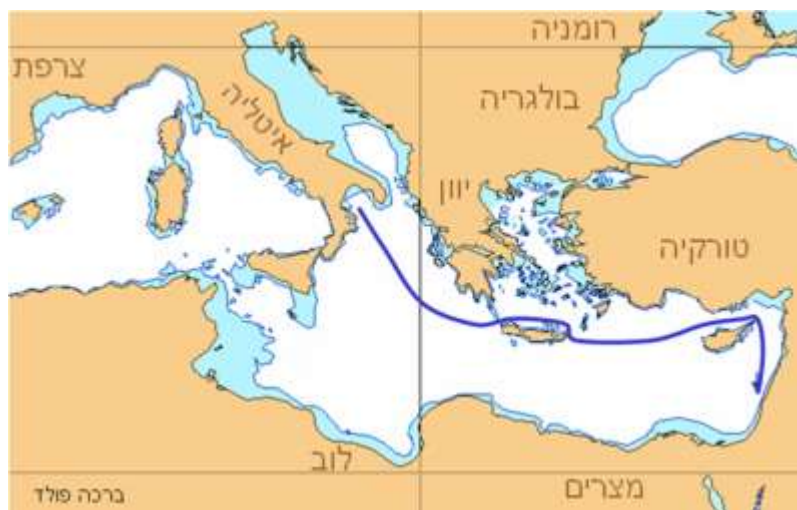 רומניה
צרפת
בולגריה
איטליה
יוון
טורקיה
לוב
מצרים
ברכה פולד